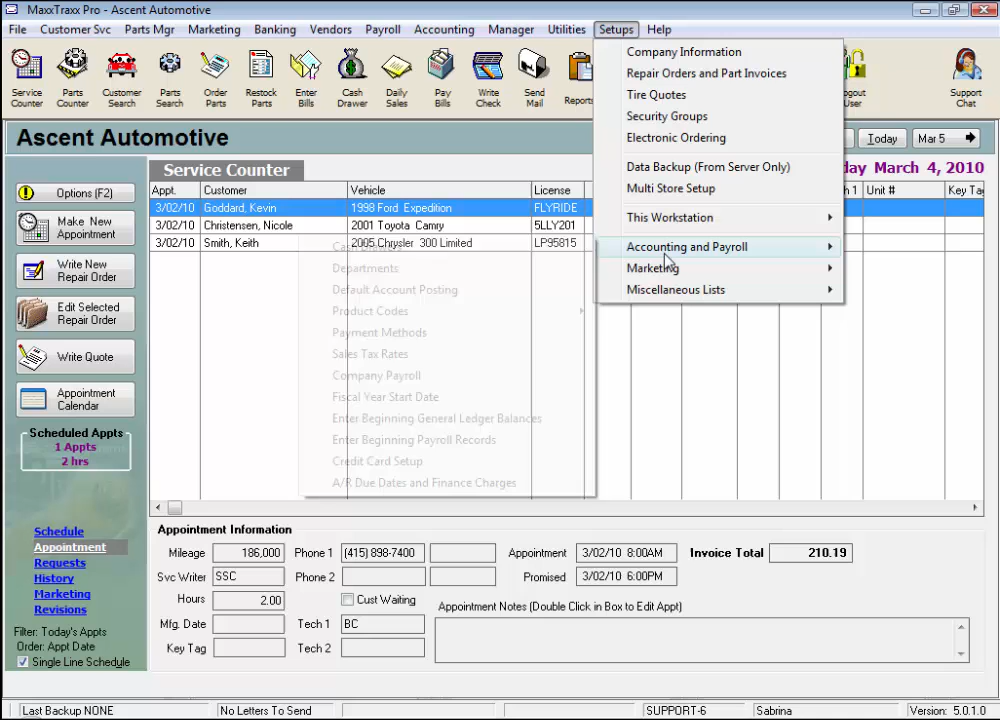 MaxxTraxx Pro - Ascent Automotive
File Customer Svc Parts Mgr Marketing Banking Vendors Payroll Accounting Manager Utilities Setups Help
Service Counter
Parts Counter
Customer Search
Parts Search
Order Parts
Restock Parts
Enter Bills
Cash Drawer
Daily Sales
Pay Bills
Write Check
Send Mail
Reports
Support Chat
Company Information
Repair Orders and Part Invoices
Tire Quotes
Security Groups
Electronic Ordering
Data Backup (From Server Only)
Multi Store Setup
This Workstation
Accounting and Payroll
Marketing
Miscellaneous Lists
Ascent Automotive
Today
Mar 5
Service Counter
March 4, 2010
Appt. Customer Vehicle License Unit #
3/02/10 Goddard, Kevin 1998 Ford Expedition FLYRIDE
3/02/10 Christensen, Nicole 2001 Toyota Camry 5LLY201
3/02/10 Smith, Keith 2005 Chrysler 300 Limited LP95815
Departments
Default Account Posting
Product Codes
Payment Methods
Sales Tax Rates
Company Payroll
Fiscal Year Start Date
Enter Beginning General Ledger Balances
Enter Beginning Payroll Records
Credit Card Setup
A/R Due Dates and Finance Charges
Options (F2)
Make New Appointment
Write New Repair Order
Edit Selected Repair Order
Write Quote
Appointment Calendar
Scheduled Appts
1 Appts
2 hrs
Schedule
Appointment
Requests
History
Marketing
Revisions
Filter: Today's Appts
Order: Appt Date
Single Line Schedule
Appointment Information
Mileage 186,000 Phone 1 (415) 898-7400 Appointment 3/02/10 8:00AM Invoice Total 210.19
Svc Writer SSC Phone 2 Promised 3/02/10 6:00PM
Hours 2.00 Cust Waiting Appointment Notes (Double Click in Box to Edit Appt)
Mfg. Date Tech 1 BC
Key Tag Tech 2
Last Backup NONE No Letters To Send SUPPORT-6 Sabrina Version: 5.0.1.0